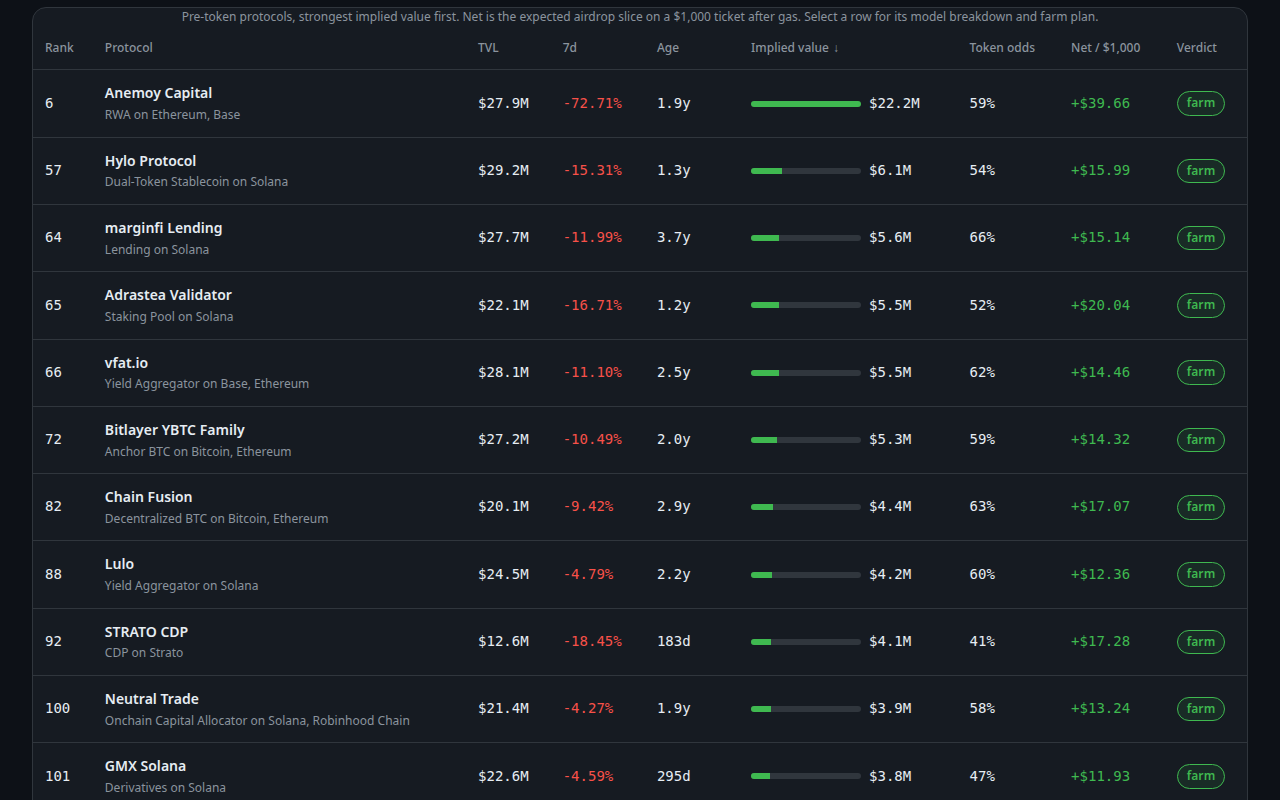 Pre-token protocols, strongest implied value first. Net is the expected airdrop slice on a $1,000 ticket after gas. Select a row for its model breakdown and farm plan.
Rank Protocol TVL 7d Age Implied value ↓ Token odds Net / $1,000 Verdict
6 Anemoy Capital $27.9M -72.71% 1.9y $22.2M 59% +$39.66 farm
RWA on Ethereum, Base
57 Hylo Protocol $29.2M -15.31% 1.3y $6.1M 54% +$15.99 farm
Dual-Token Stablecoin on Solana
64 marginfi Lending $27.7M -11.99% 3.7y $5.6M 66% +$15.14 farm
Lending on Solana
65 Adrastea Validator $22.1M -16.71% 1.2y $5.5M 52% +$20.04 farm
Staking Pool on Solana
66 vfat.io $28.1M -11.10% 2.5y $5.5M 62% +$14.46 farm
Yield Aggregator on Base, Ethereum
72 Bitlayer YBTC Family $27.2M -10.49% 2.0y $5.3M 59% +$14.32 farm
Anchor BTC on Bitcoin, Ethereum
82 Chain Fusion $20.1M -9.42% 2.9y $4.4M 63% +$17.07 farm
Decentralized BTC on Bitcoin, Ethereum
88 Lulo $24.5M -4.79% 2.2y $4.2M 60% +$12.36 farm
Yield Aggregator on Solana
92 STRATO CDP $12.6M -18.45% 183d $4.1M 41% +$17.28 farm
CDP on Strato
100 Neutral Trade $21.4M -4.27% 1.9y $3.9M 58% +$13.24 farm
Onchain Capital Allocator on Solana, Robinhood Chain
101 GMX Solana $22.6M -4.59% 295d $3.8M 47% +$11.93 farm
Derivatives on Solana